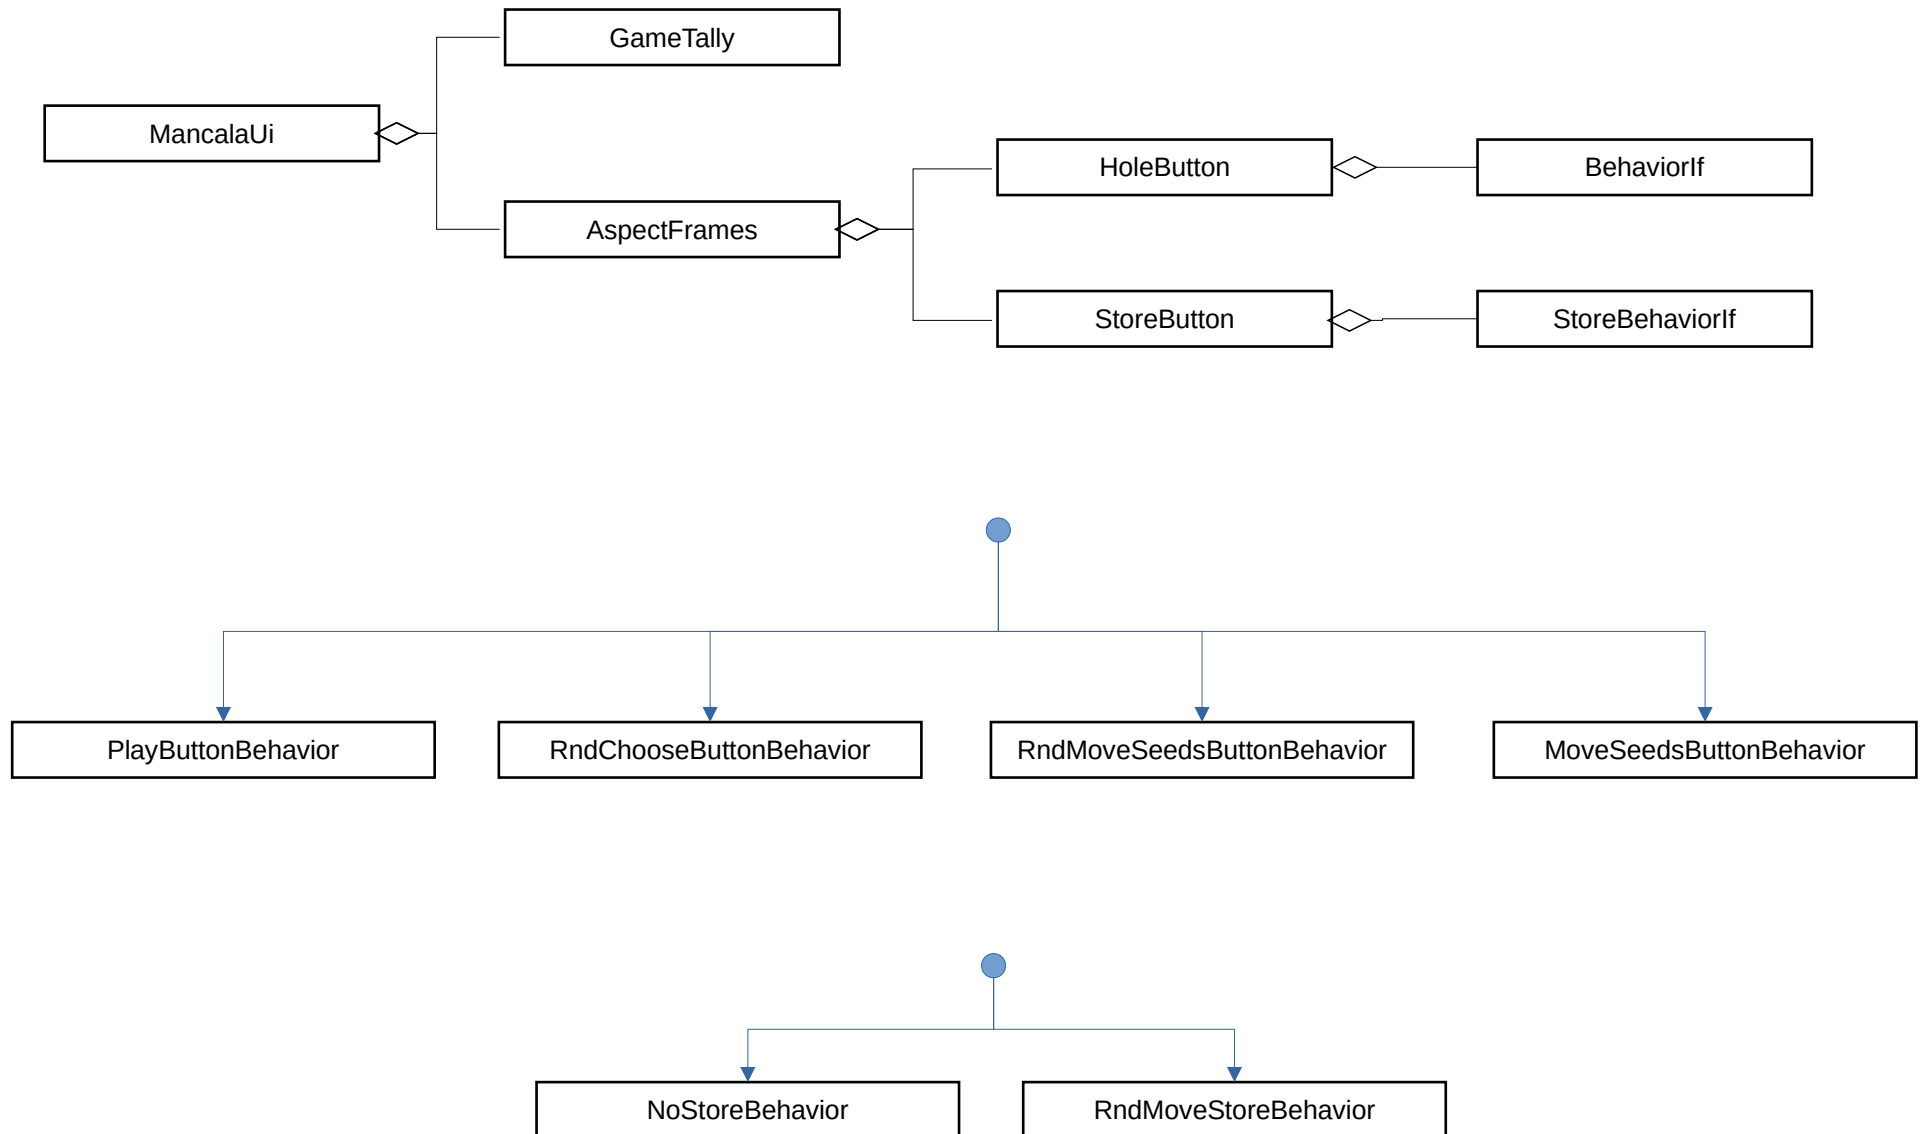 GameTally
MancalaUi
HoleButton
BehaviorIf
AspectFrames
StoreButton
StoreBehaviorIf
PlayButtonBehavior
RndChooseButtonBehavior
RndMoveSeedsButtonBehavior
MoveSeedsButtonBehavior
NoStoreBehavior
RndMoveStoreBehavior